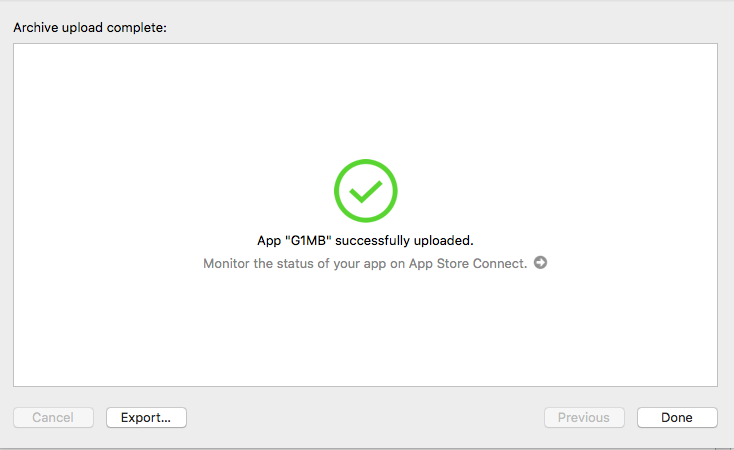 Archive upload complete:
App "G1MB" successfully uploaded.
Monitor the status of your app on App Store Connect.
Cancel
Export...
Previous
Done